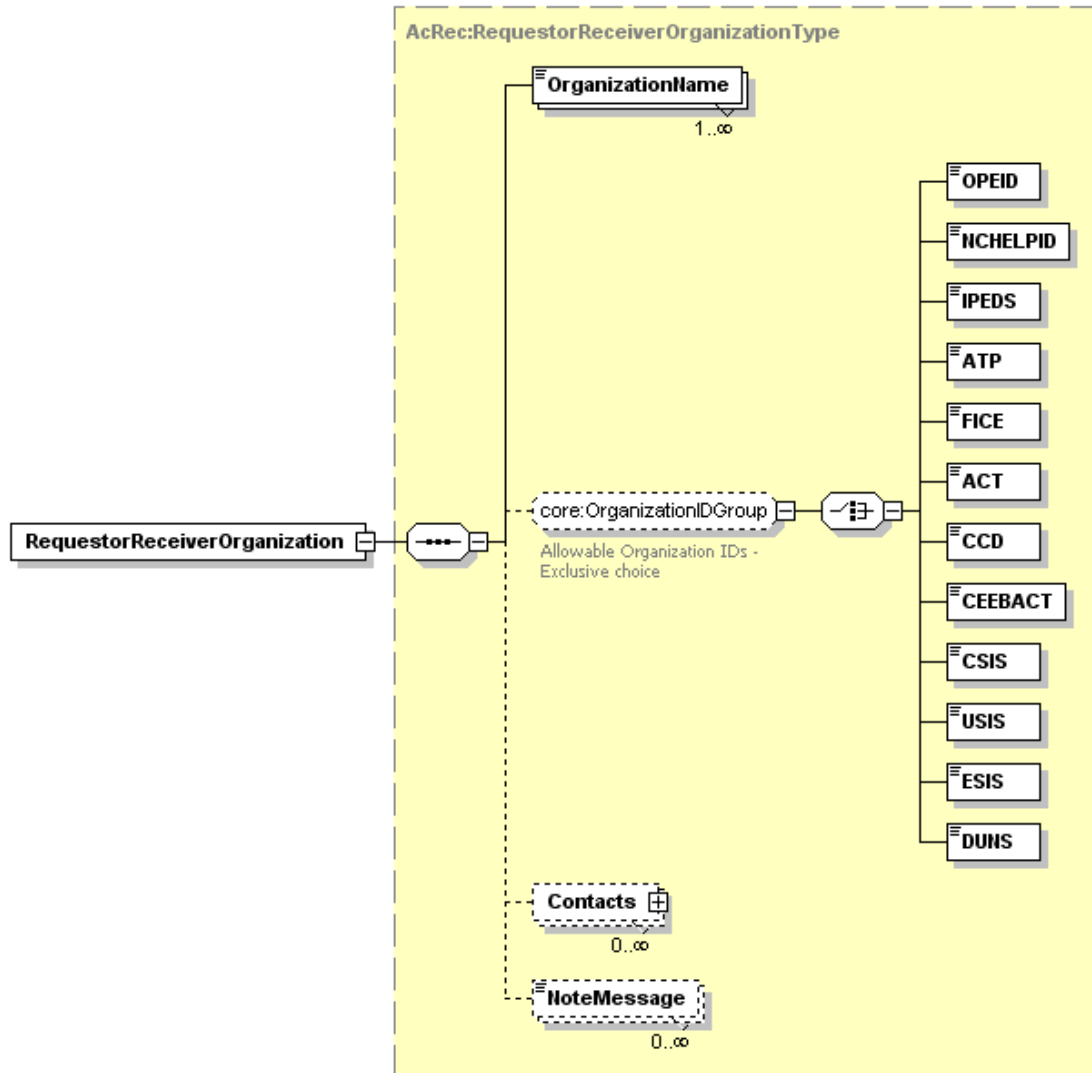 AcRec:RequestorReceiverOrganizationType
OrganizationName
1..∞
OPEID
NCHELPID
IPEDS
ATP
FICE
ACT
core:OrganizationIDGroup
Allowable Organization IDs -
Exclusive choice
RequestorReceiverOrganization
CCD
CEEBACT
CSIS
USIS
ESIS
DUNS
Contacts
0..∞
NoteMessage
0..∞